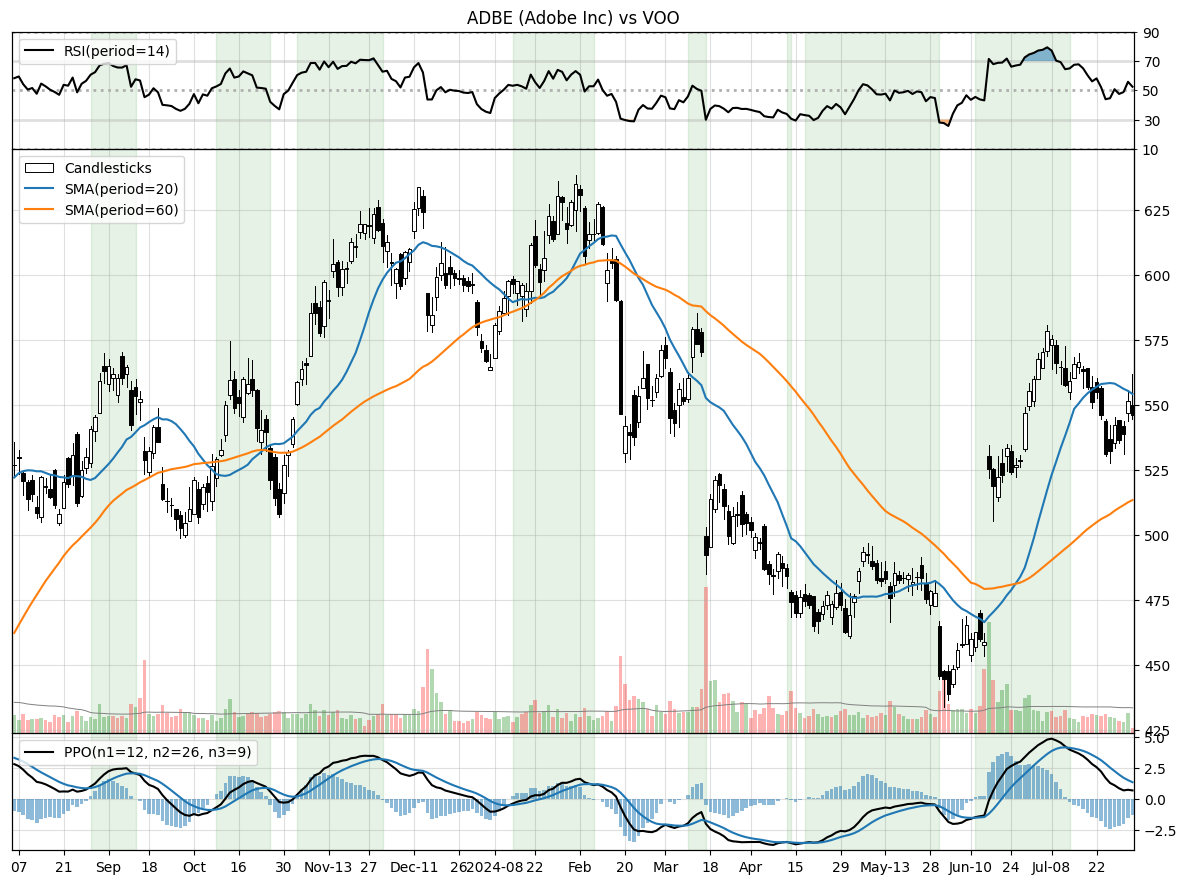 ADBE (Adobe Inc) vs VOO
RSI(period=14)
90
70
50
30
10
Candlesticks
SMA(period=20)
SMA(period=60)
625
600
575
550
525
500
475
450
425
PPO(n1=12, n2=26, n3=9)
5.0
2.5
0.0
−2.5
07 21 Sep 18 Oct 16 30 Nov-13 27 Dec-11 26 2024-08 22 Feb 20 Mar 18 Apr 15 29 May-13 28 Jun-10 24 Jul-08 22